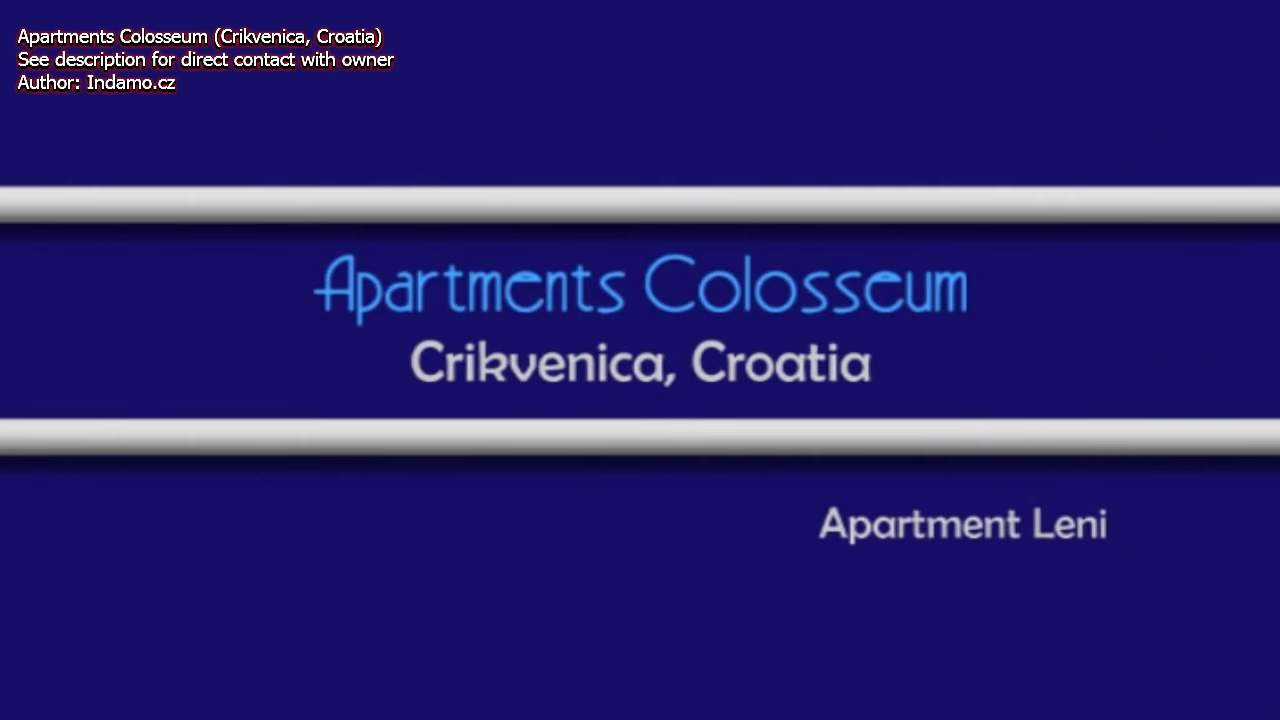 Apartments Colosseum (Crikvenica, Croatia)
See description for direct contact with owner
Author: Indamo.cz
Apartments Colosseum
Crikvenica, Croatia
Apartment Leni